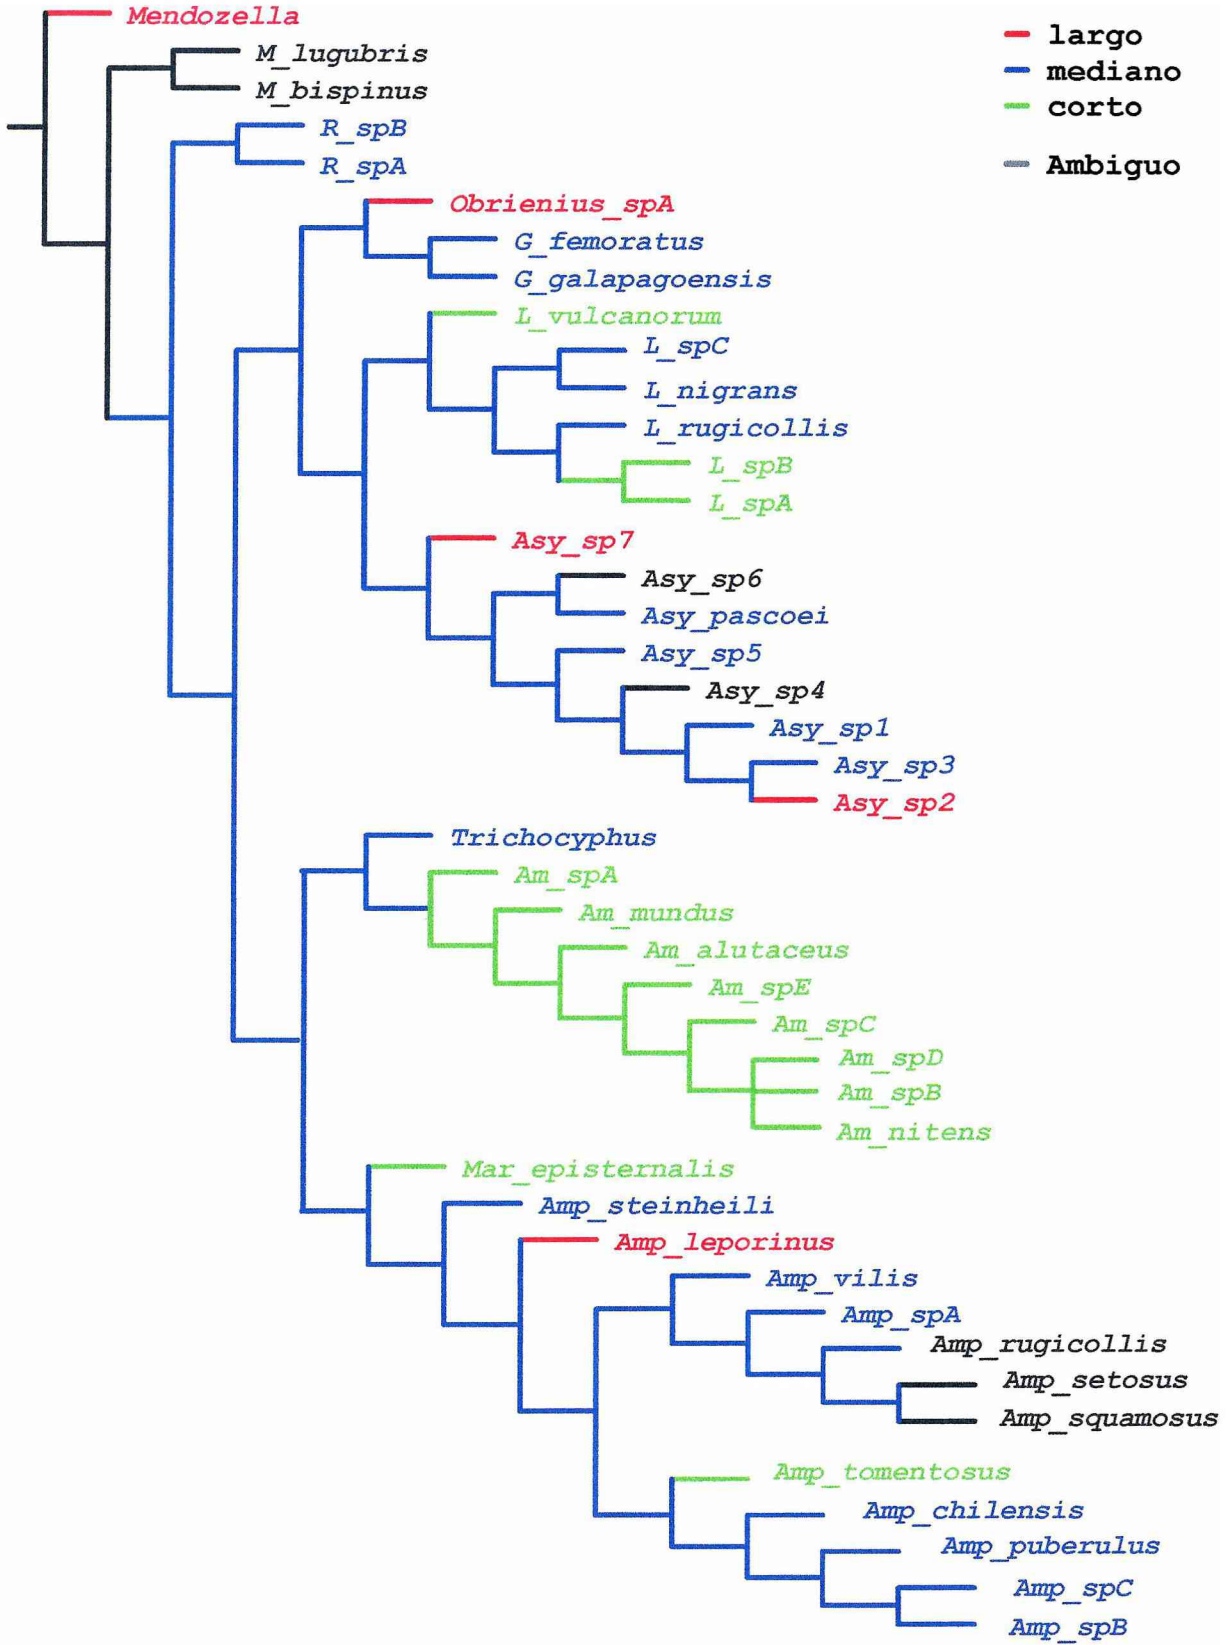 Mendozella
largo
M_lugubris
mediano
M_bispinus
corto
R_spB
Ambiguo
R_spA
Obrienius_spA
G_femoratus
G_galapagoensis
L_vulcanorum
L_spC
L_nigrans
L_rugicollis
L_spB
L_spA
Asy_sp7
Asy_sp6
Asy_pascoei
Asy_sp5
Asy_sp4
Asy_sp1
Asy_sp3
Asy_sp2
Trichocyphus
Am_spA
Am_mundus
Am_alutaceus
Am_spE
Am_spC
Am_spD
Am_spB
Am_nitens
Mar_episternalis
Amp_steinheili
Amp_leporinus
Amp_vilis
Amp_spA
Amp_rugicollis
Amp_setosus
Amp_squamosus
Amp_tomentosus
Amp_chilensis
Amp_puberulus
Amp_spC
Amp_spB